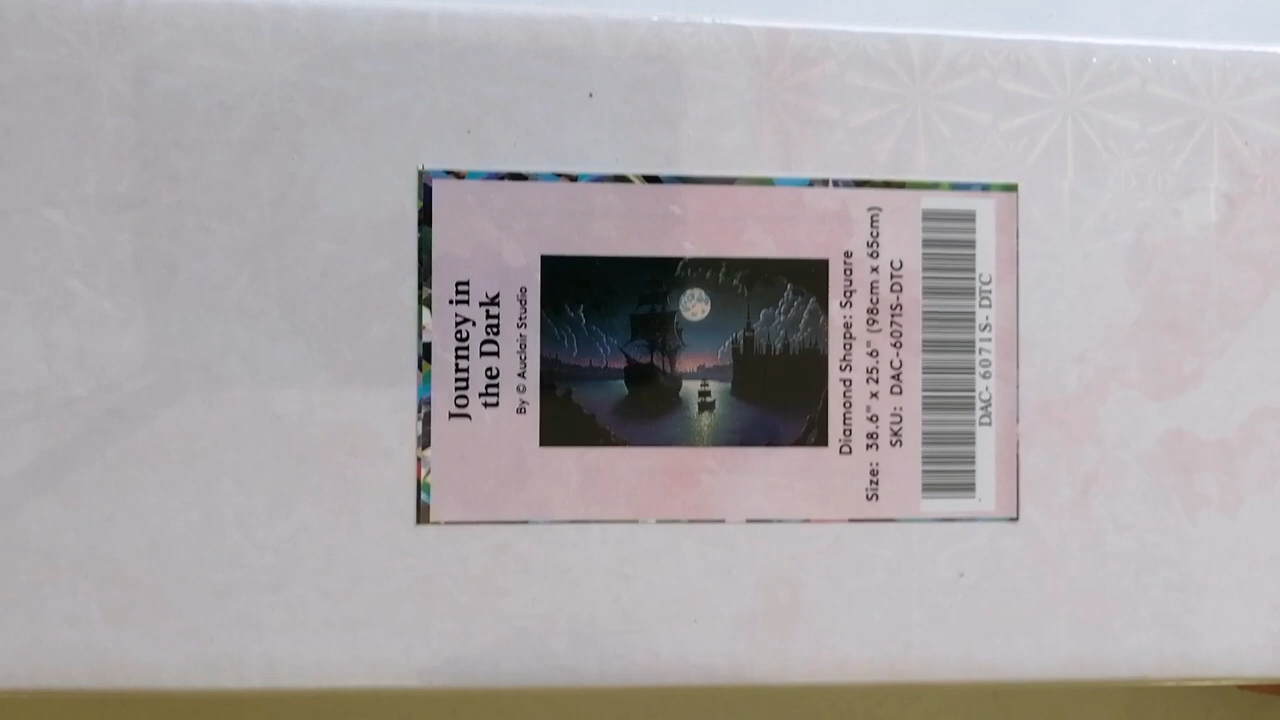 Journey in
the Dark
By © Auclair Studio
Diamond Shape: Square
Size: 38.6" x 25.6" (98cm x 65cm)
SKU: DAC-6071S-DTC
DAC- 6071S- DTC